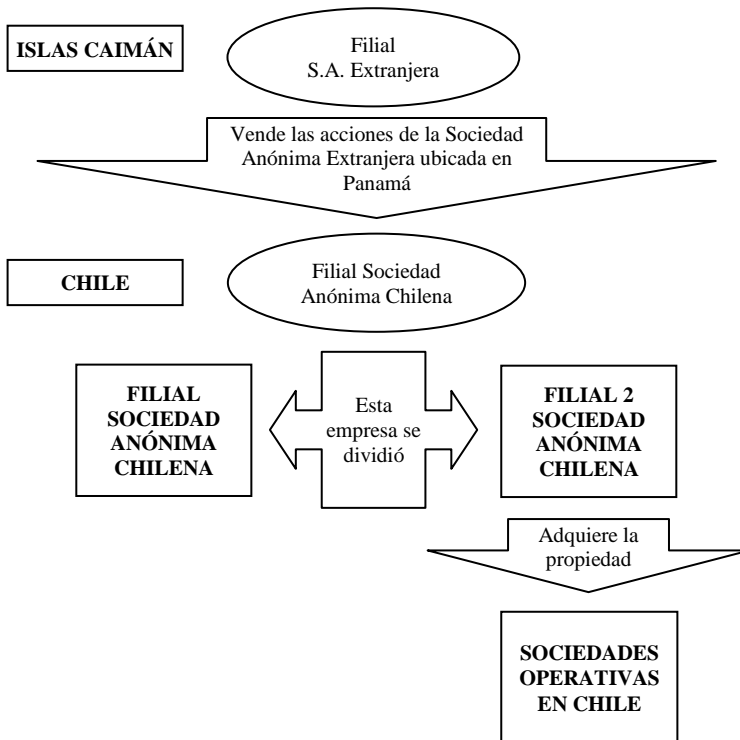 ISLAS CAIMÁN
Filial
S.A. Extranjera
Vende las acciones de la Sociedad
Anónima Extranjera ubicada en
Panamá
CHILE
Filial Sociedad
Anónima Chilena
FILIAL
SOCIEDAD
ANÓNIMA
CHILENA
Esta
empresa se
dividió
FILIAL 2
SOCIEDAD
ANÓNIMA
CHILENA
Adquiere la
propiedad
SOCIEDADES
OPERATIVAS
EN CHILE